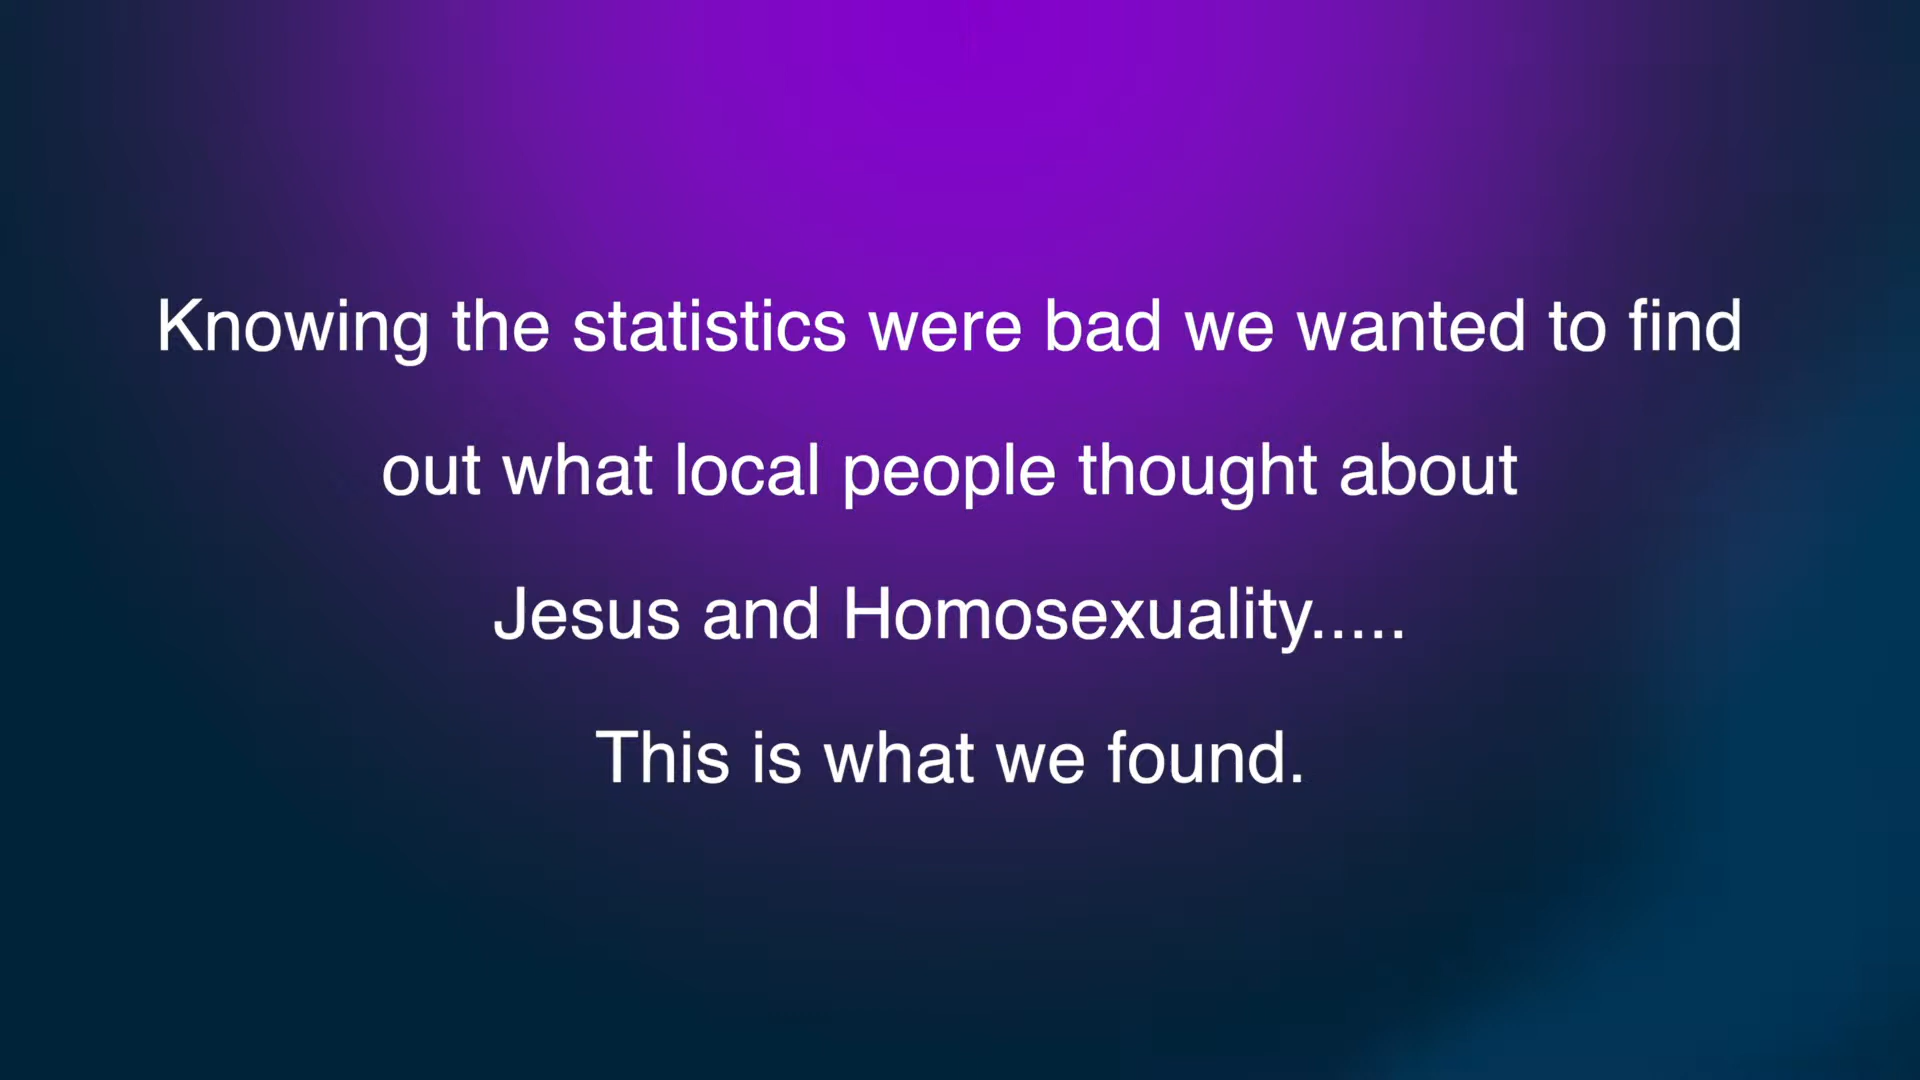 Knowing the statistics were bad we wanted to find
out what local people thought about
Jesus and Homosexuality.....
This is what we found.